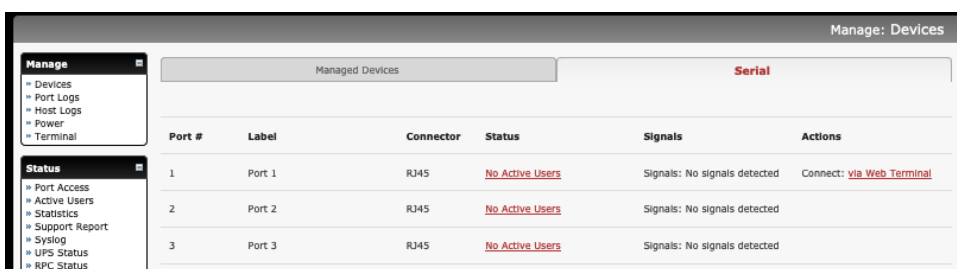 Manage: Devices
Manage
» Devices
» Port Logs
» Host Logs
» Power
» Terminal
Status
» Port Access
» Active Users
» Statistics
» Support Report
» Syslog
» UPS Status
» RPC Status
Managed Devices Serial
Port # Label Connector Status Signals Actions
1 Port 1 RJ45 No Active Users Signals: No signals detected Connect: via Web Terminal
2 Port 2 RJ45 No Active Users Signals: No signals detected
3 Port 3 RJ45 No Active Users Signals: No signals detected